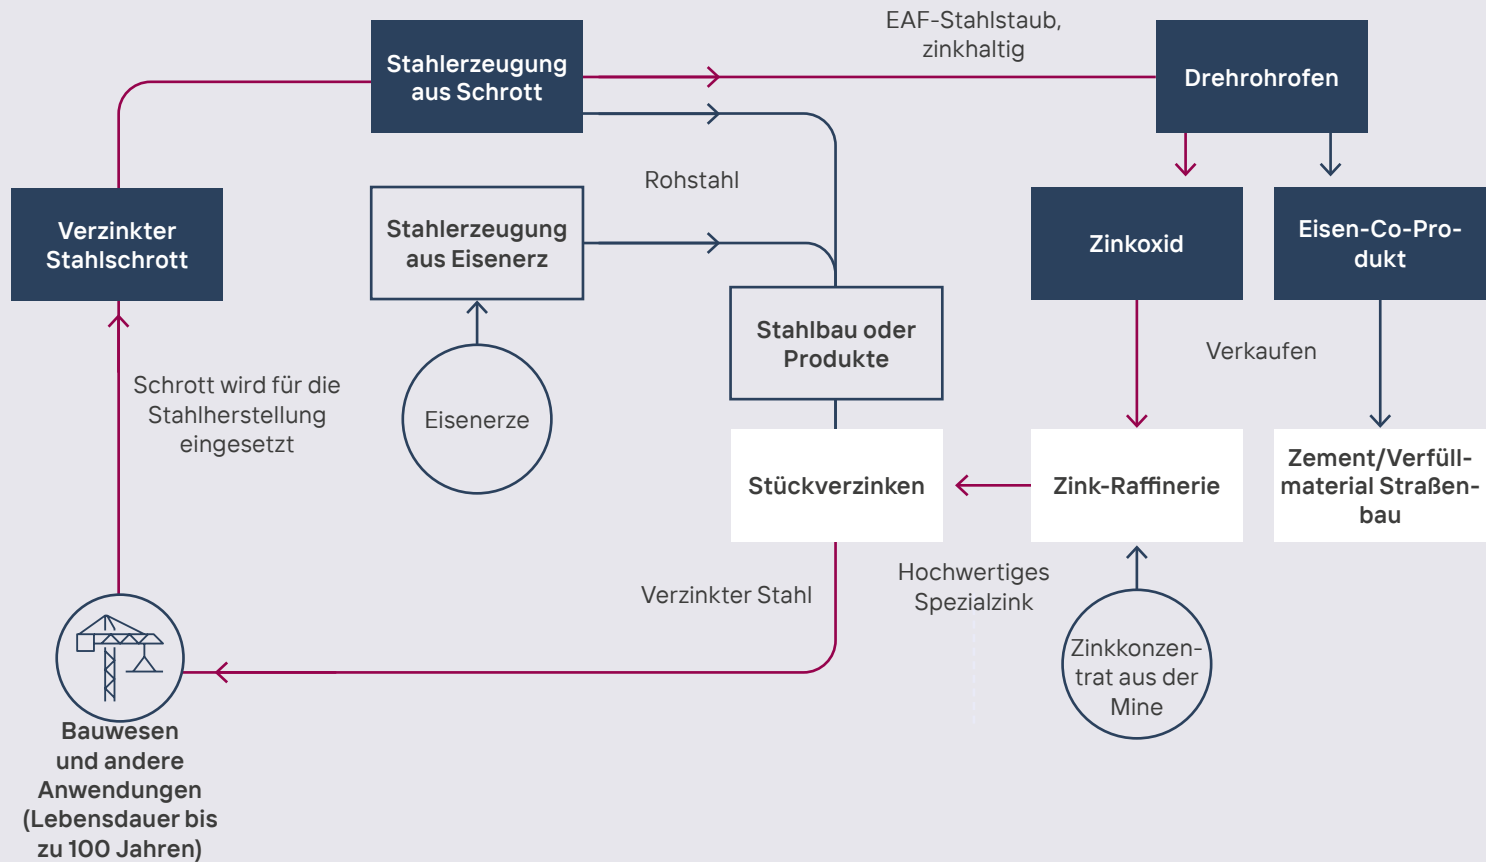 EAF-Stahlstaub,
zinkhaltig
Stahlerzeugung
aus Schrott
Drehrohrofen
Rohstahl
Verzinkter
Stahlschrott
Stahlerzeugung
aus Eisenerz
Zinkoxid
Eisen-Co-Pro-
dukt
Stahlbau oder
Produkte
Verkaufen
Schrott wird für die
Stahlherstellung
eingesetzt
Eisenerze
Stückverzinken
Zink-Raffinerie
Zement/Verfüll-
material Straßen-
bau
Verzinkter Stahl
Hochwertiges
Spezialzink
Zinkkonzen-
trat aus der
Mine
Bauwesen
und andere
Anwendungen
(Lebensdauer bis
zu 100 Jahren)